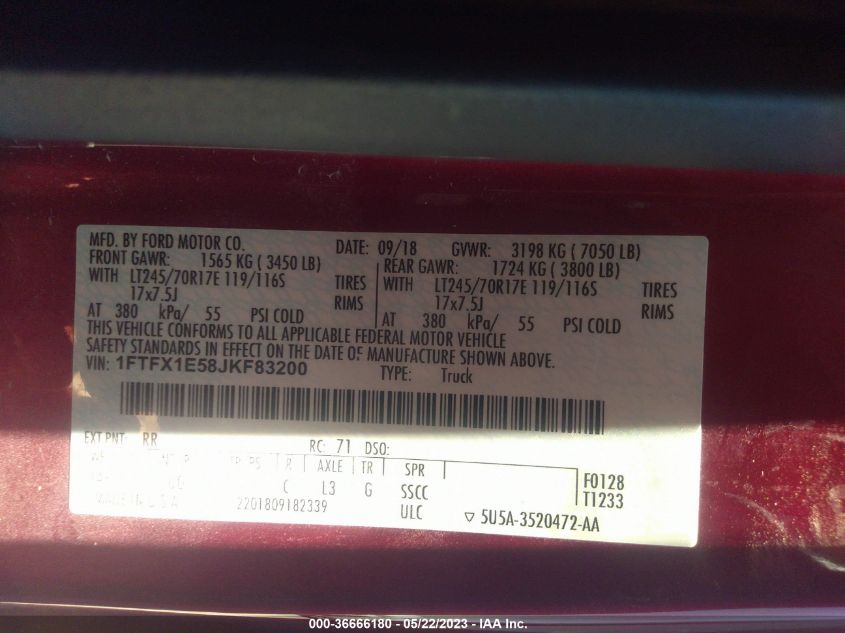 MFD. BY FORD MOTOR CO. DATE: 09/18 GVWR: 3198 KG ( 7050 LB)
FRONT GAWR: 1565 KG ( 3450 LB) REAR GAWR: 1724 KG ( 3800 LB)
WITH LT245/70R17E 119/116S TIRES WITH LT245/70R17E 119/116S TIRES
17x7.5J RIMS 17x7.5J RIMS
AT 380 kPa/ 55 PSI COLD AT 380 kPa/ 55 PSI COLD
THIS VEHICLE CONFORMS TO ALL APPLICABLE FEDERAL MOTOR VEHICLE
SAFETY STANDARDS IN EFFECT ON THE DATE OF MANUFACTURE SHOWN ABOVE.
VIN: 1FTFX1E58JKF83200 TYPE: Truck
EXT PNT: RR RC: 71 DSO:
R AXLE TR SPR F0128
C L3 G SSCC T1233
2201809182339 ULC ▽ 5U5A-3520472-AA
000-36666180 - 05/22/2023 - IAA Inc.